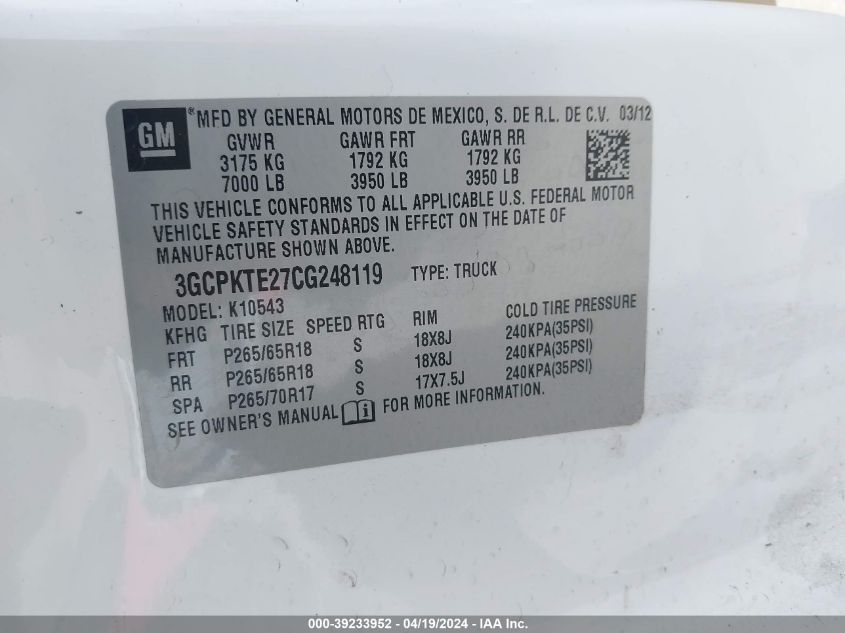 GM
® MFD BY GENERAL MOTORS DE MEXICO, S. DE R.L. DE C.V. 03/12
GVWR GAWR FRT GAWR RR
3175 KG 1792 KG 1792 KG
7000 LB 3950 LB 3950 LB
THIS VEHICLE CONFORMS TO ALL APPLICABLE U.S. FEDERAL MOTOR
VEHICLE SAFETY STANDARDS IN EFFECT ON THE DATE OF
MANUFACTURE SHOWN ABOVE.
3GCPKTE27CG248119 TYPE: TRUCK
MODEL: K10543
KFHG TIRE SIZE SPEED RTG RIM COLD TIRE PRESSURE
FRT P265/65R18 S 18X8J 240KPA(35PSI)
RR P265/65R18 S 18X8J 240KPA(35PSI)
SPA P265/70R17 S 17X7.5J 240KPA(35PSI)
SEE OWNER'S MANUAL i FOR MORE INFORMATION.
000-39233952 - 04/19/2024 - IAA Inc.